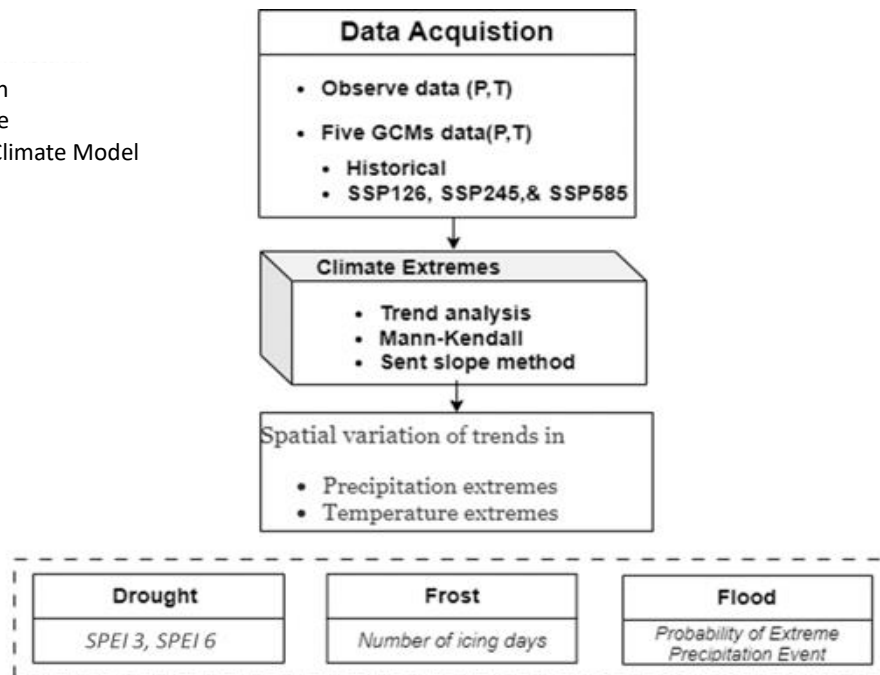 Data Acquistion
n
e
Climate Model
• Observe data (P,T)
• Five GCMs data(P,T)
• Historical
• SSP126, SSP245,& SSP585
Climate Extremes
• Trend analysis
• Mann-Kendall
• Sent slope method
Spatial variation of trends in
• Precipitation extremes
• Temperature extremes
Drought
SPEI 3, SPEI 6
Frost
Number of icing days
Flood
Probability of Extreme
Precipitation Event